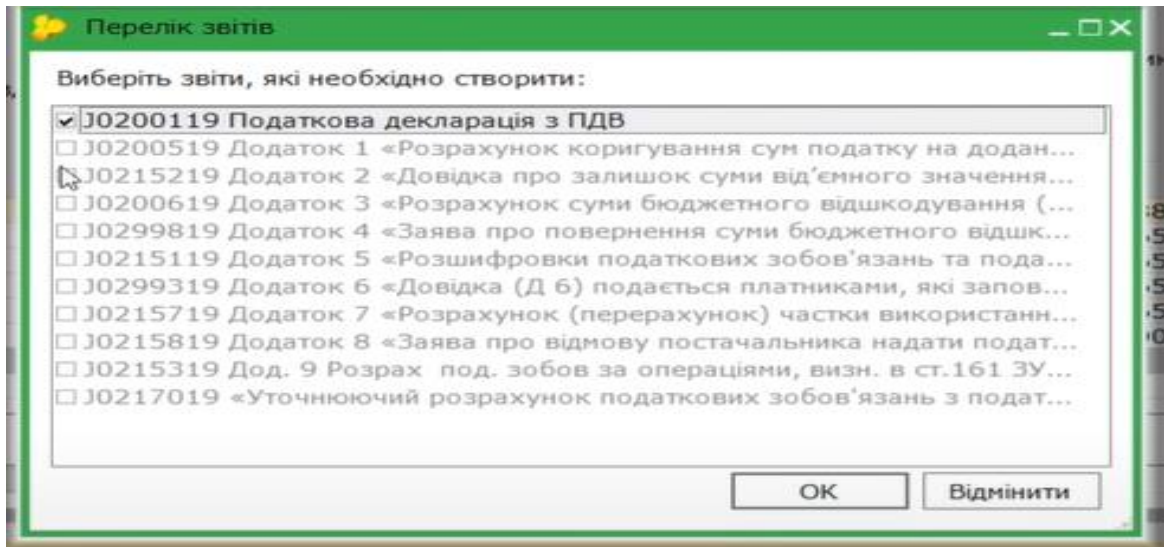 Перелік звітів
Виберіть звіти, які необхідно створити:
J0200119 Податкова декларація з ПДВ
J0200519 Додаток 1 «Розрахунок коригування сум податку на додан...
J0215219 Додаток 2 «Довідка про залишок суми від'ємного значення...
J0200619 Додаток 3 «Розрахунок суми бюджетного відшкодування (...
J0299819 Додаток 4 «Заява про повернення суми бюджетного відшк...
J0215119 Додаток 5 «Розшифровки податкових зобов'язань та пода...
J0299319 Додаток 6 «Довідка (Д 6) подається платниками, які запов...
J0215719 Додаток 7 «Розрахунок (перерахунок) частки використанн...
J0215819 Додаток 8 «Заява про відмову постачальника надати подат...
J0215319 Дод. 9 Розрах под. зобов за операціями, визн. в ст.161 ЗУ...
J0217019 «Уточнюючий розрахунок податкових зобов'язань з подат...
OK
Відмінити